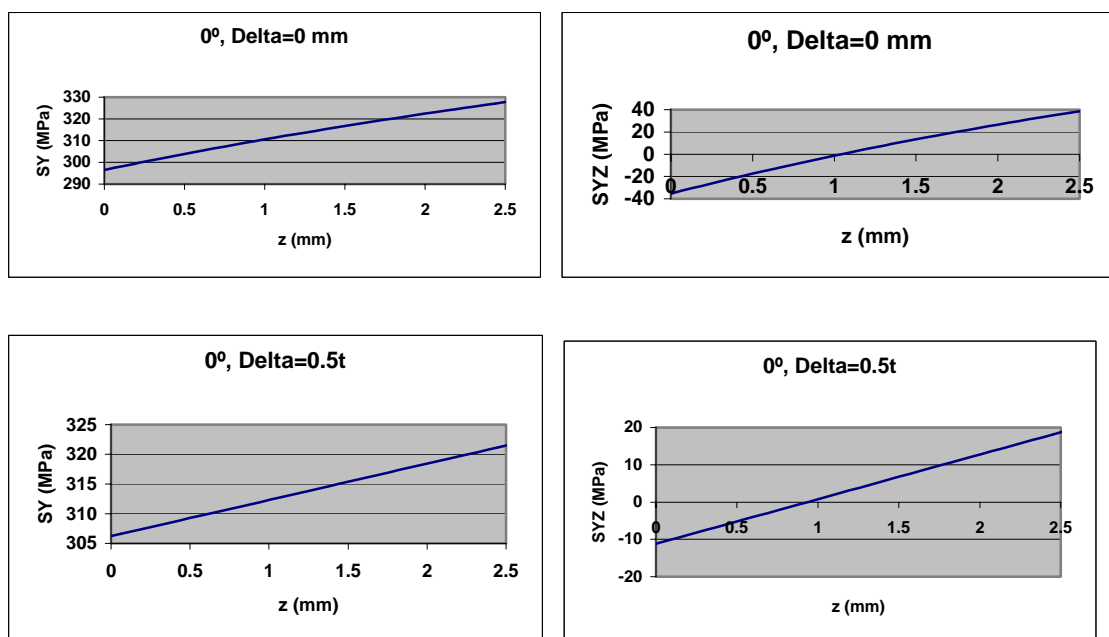 0º, Delta=0 mm
SY (MPa)
330
320
310
300
290
0 0.5 1 1.5 2 2.5
z (mm)
0º, Delta=0 mm
SYZ (MPa)
40
20
0
-20
-40
0 0.5 1 1.5 2 2.5
z (mm)
0º, Delta=0.5t
SY (MPa)
325
320
315
310
305
0 0.5 1 1.5 2 2.5
z (mm)
0º, Delta=0.5t
SYZ (MPa)
20
10
0
-10
-20
0 0.5 1 1.5 2 2.5
z (mm)